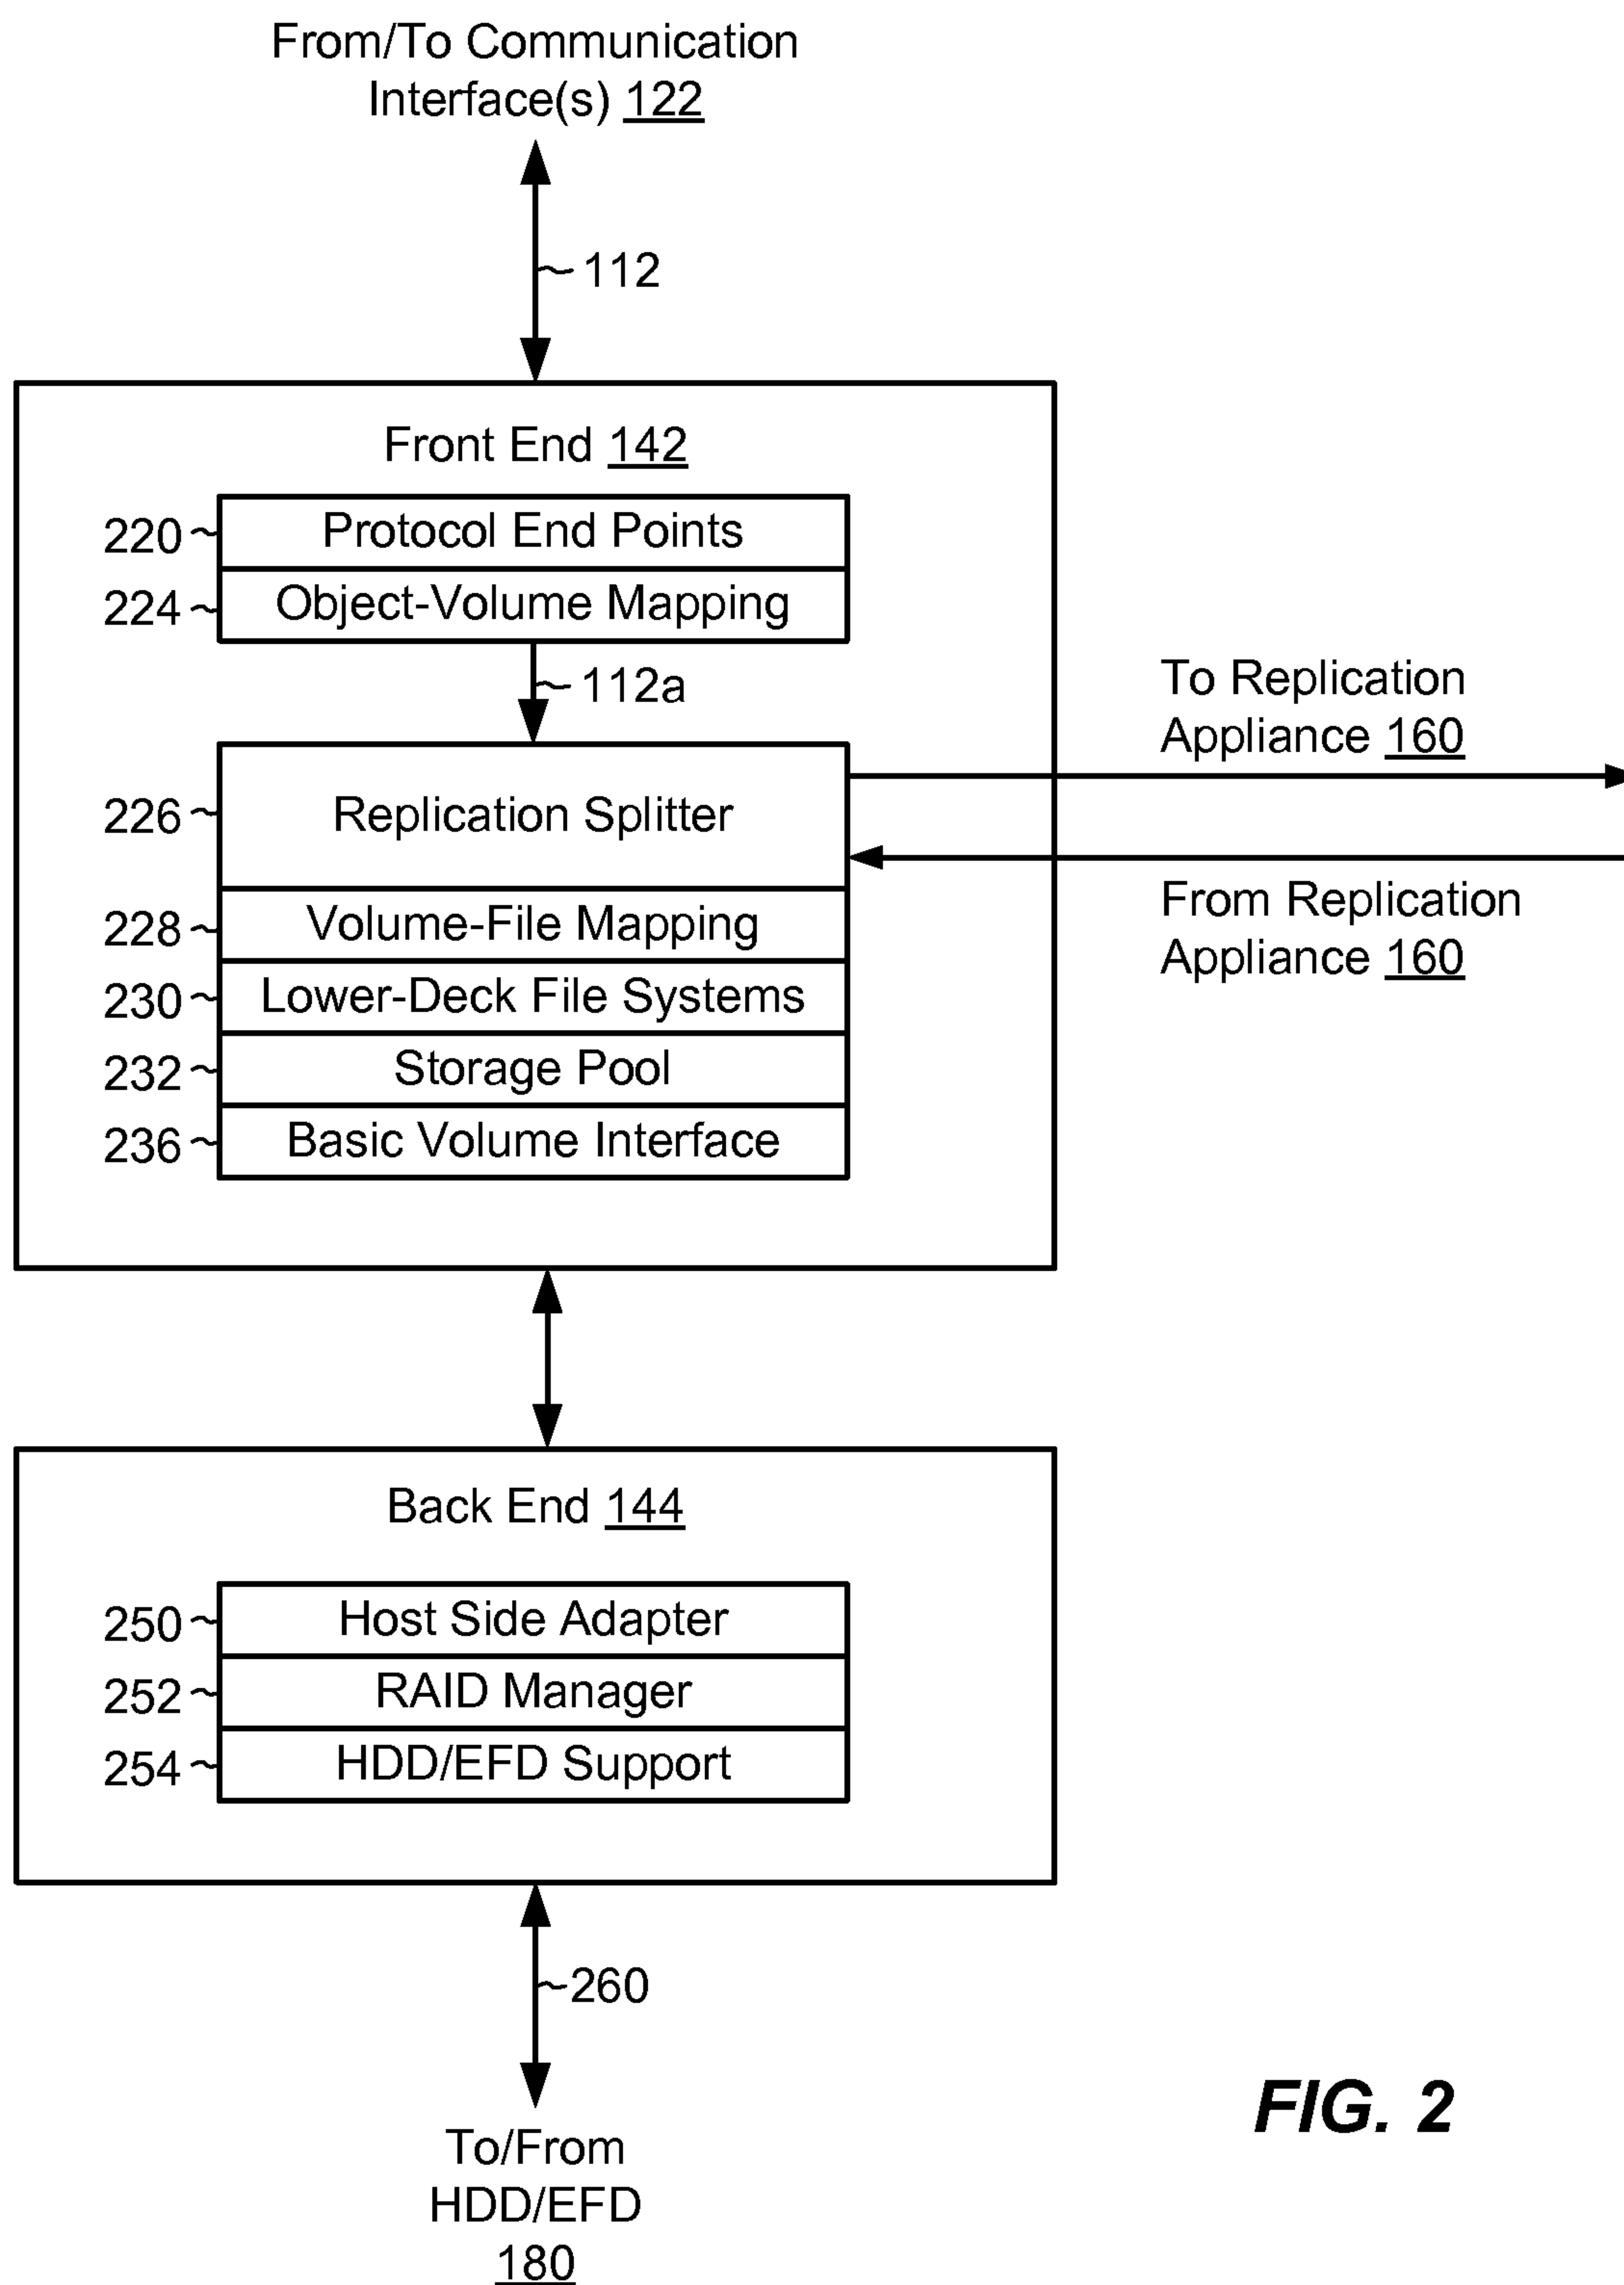 From/To Communication
Interface(s) 122
112
Front End 142
220
Protocol End Points
224
Object-Volume Mapping
112a
To Replication
Appliance 160
226
Replication Splitter
From Replication
Appliance 160
228
Volume-File Mapping
230
Lower-Deck File Systems
232
Storage Pool
236
Basic Volume Interface
Back End 144
250
Host Side Adapter
252
RAID Manager
254
HDD/EFD Support
260
FIG. 2
To/From
HDD/EFD
180